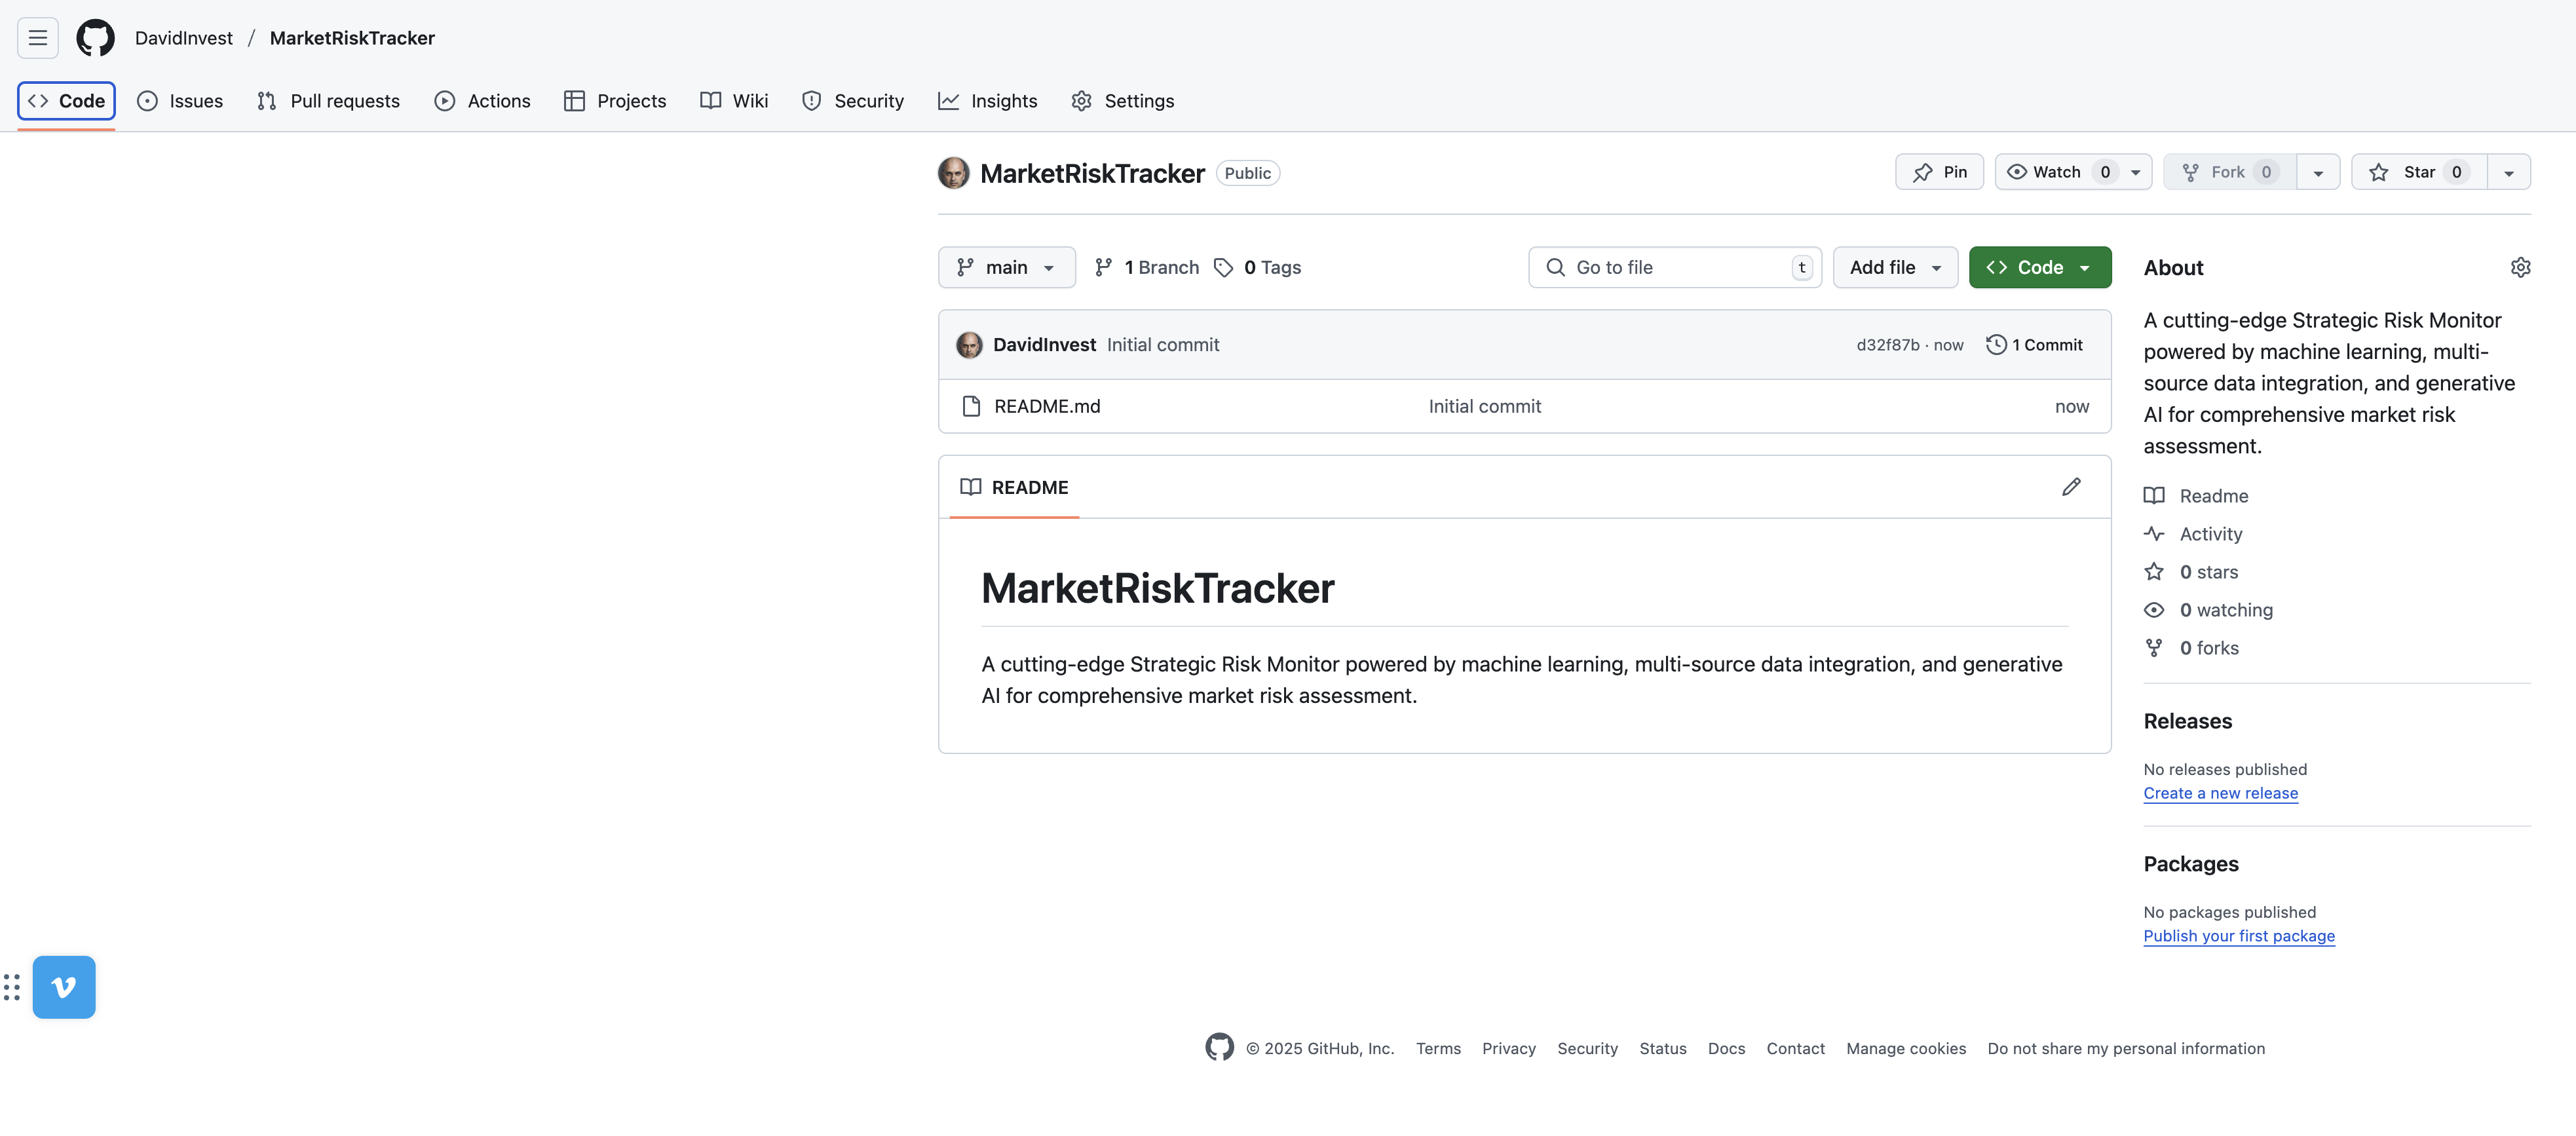 DavidInvest / MarketRiskTracker
Code Issues Pull requests Actions Projects Wiki Security Insights Settings
MarketRiskTracker Public
Pin Watch 0 Fork 0 Star 0
main 1 Branch 0 Tags
Go to file t Add file Code
DavidInvest Initial commit d32f87b · now 1 Commit
README.md Initial commit now
README
MarketRiskTracker
A cutting-edge Strategic Risk Monitor powered by machine learning, multi-source data integration, and generative
AI for comprehensive market risk assessment.
About
A cutting-edge Strategic Risk Monitor
powered by machine learning, multi-
source data integration, and generative
AI for comprehensive market risk
assessment.
Readme
Activity
0 stars
0 watching
0 forks
Releases
No releases published
Create a new release
Packages
No packages published
Publish your first package
© 2025 GitHub, Inc. Terms Privacy Security Status Docs Contact Manage cookies Do not share my personal information